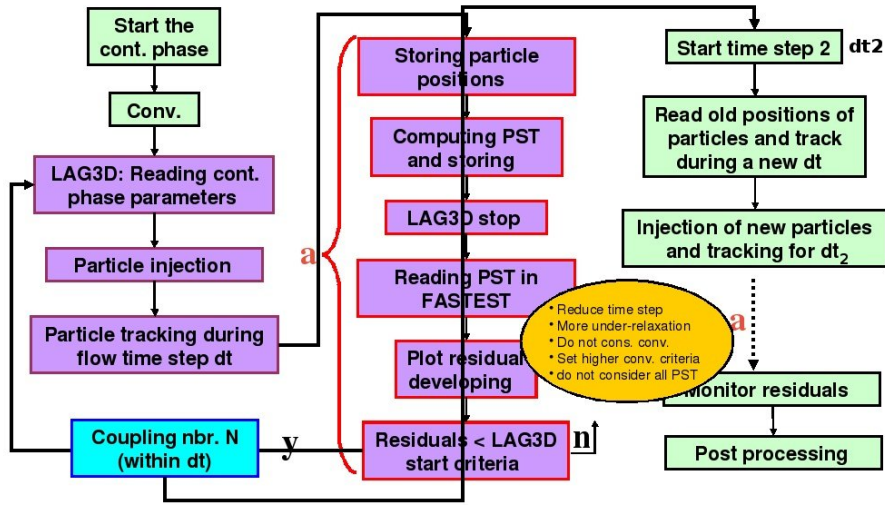 Start the
cont. phase
Conv.
LAG3D: Reading cont.
phase parameters
Particle injection
Particle tracking during
flow time step dt
Coupling nbr. N
(within dt)
y
a
Storing particle
positions
Computing PST
and storing
LAG3D stop
Reading PST in
FASTEST
Plot residual
developing
Residuals < LAG3D
start criteria
n
• Reduce time step
• More under-relaxation
• Do not cons. conv.
• Set higher conv. criteria
• do not consider all PST
Start time step 2
dt2
Read old positions of
particles and track
during a new dt
Injection of new particles
and tracking for dt2
a
Monitor residuals
Post processing